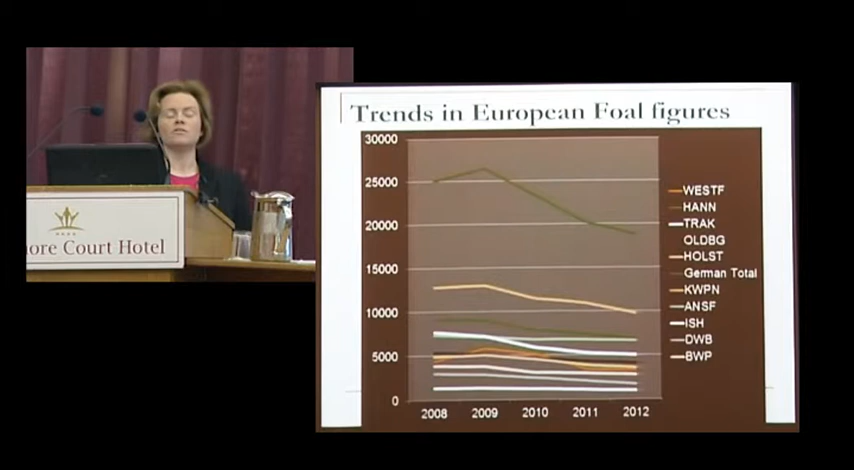 Trends in European Foal figures
30000
25000
20000
15000
10000
5000
0
2008 2009 2010 2011 2012
WESTF
HANN
TRAK
OLDBG
HOLST
German Total
KWPN
ANSF
ISH
DWB
BWP
ore Court Hotel